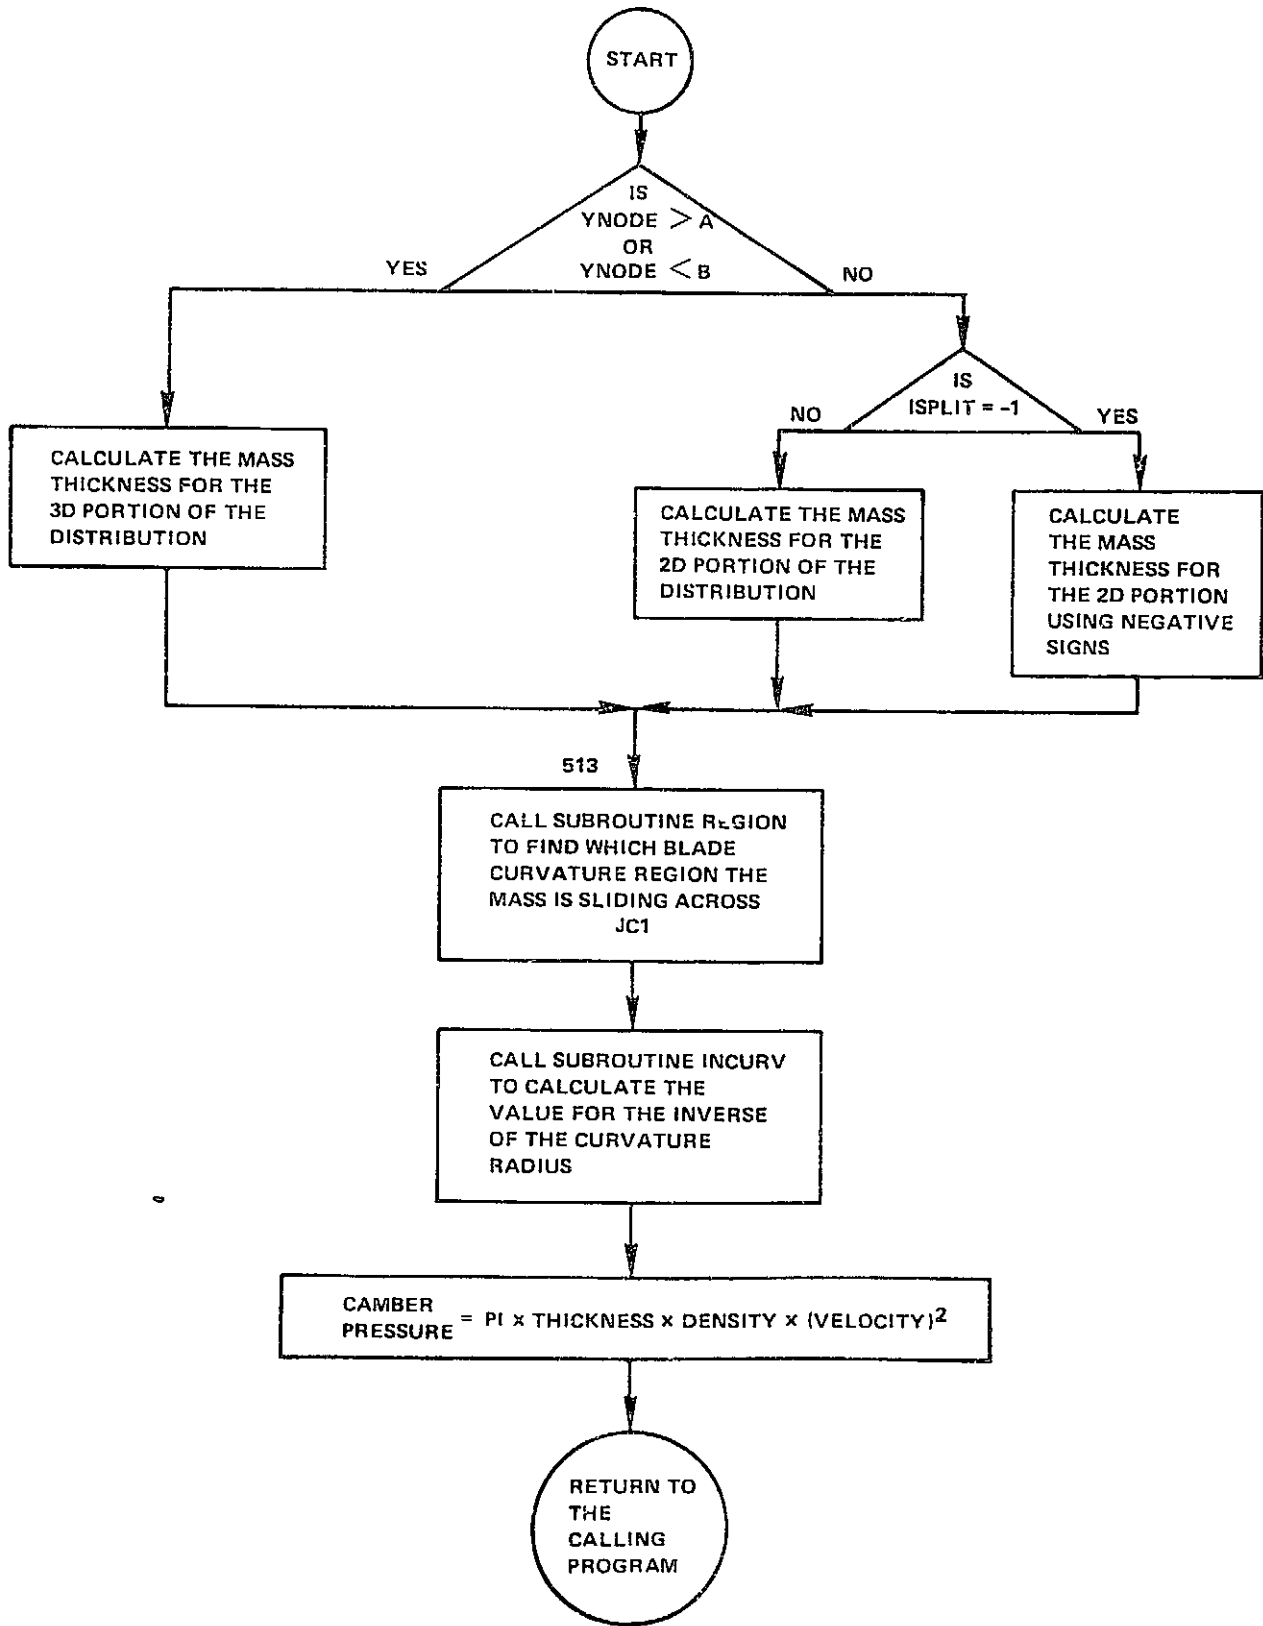 START
IS
YNODE > A
OR
YNODE < B
YES
NO
IS
ISPLIT = -1
NO
YES
CALCULATE THE MASS
THICKNESS FOR THE
3D PORTION OF THE
DISTRIBUTION
CALCULATE THE MASS
THICKNESS FOR THE
2D PORTION OF THE
DISTRIBUTION
CALCULATE
THE MASS
THICKNESS FOR
THE 2D PORTION
USING NEGATIVE
SIGNS
513
CALL SUBROUTINE REGION
TO FIND WHICH BLADE
CURVATURE REGION THE
MASS IS SLIDING ACROSS
JC1
CALL SUBROUTINE INCURV
TO CALCULATE THE
VALUE FOR THE INVERSE
OF THE CURVATURE
RADIUS
CAMBER
PRESSURE = PI × THICKNESS × DENSITY × (VELOCITY)²
RETURN TO
THE
CALLING
PROGRAM